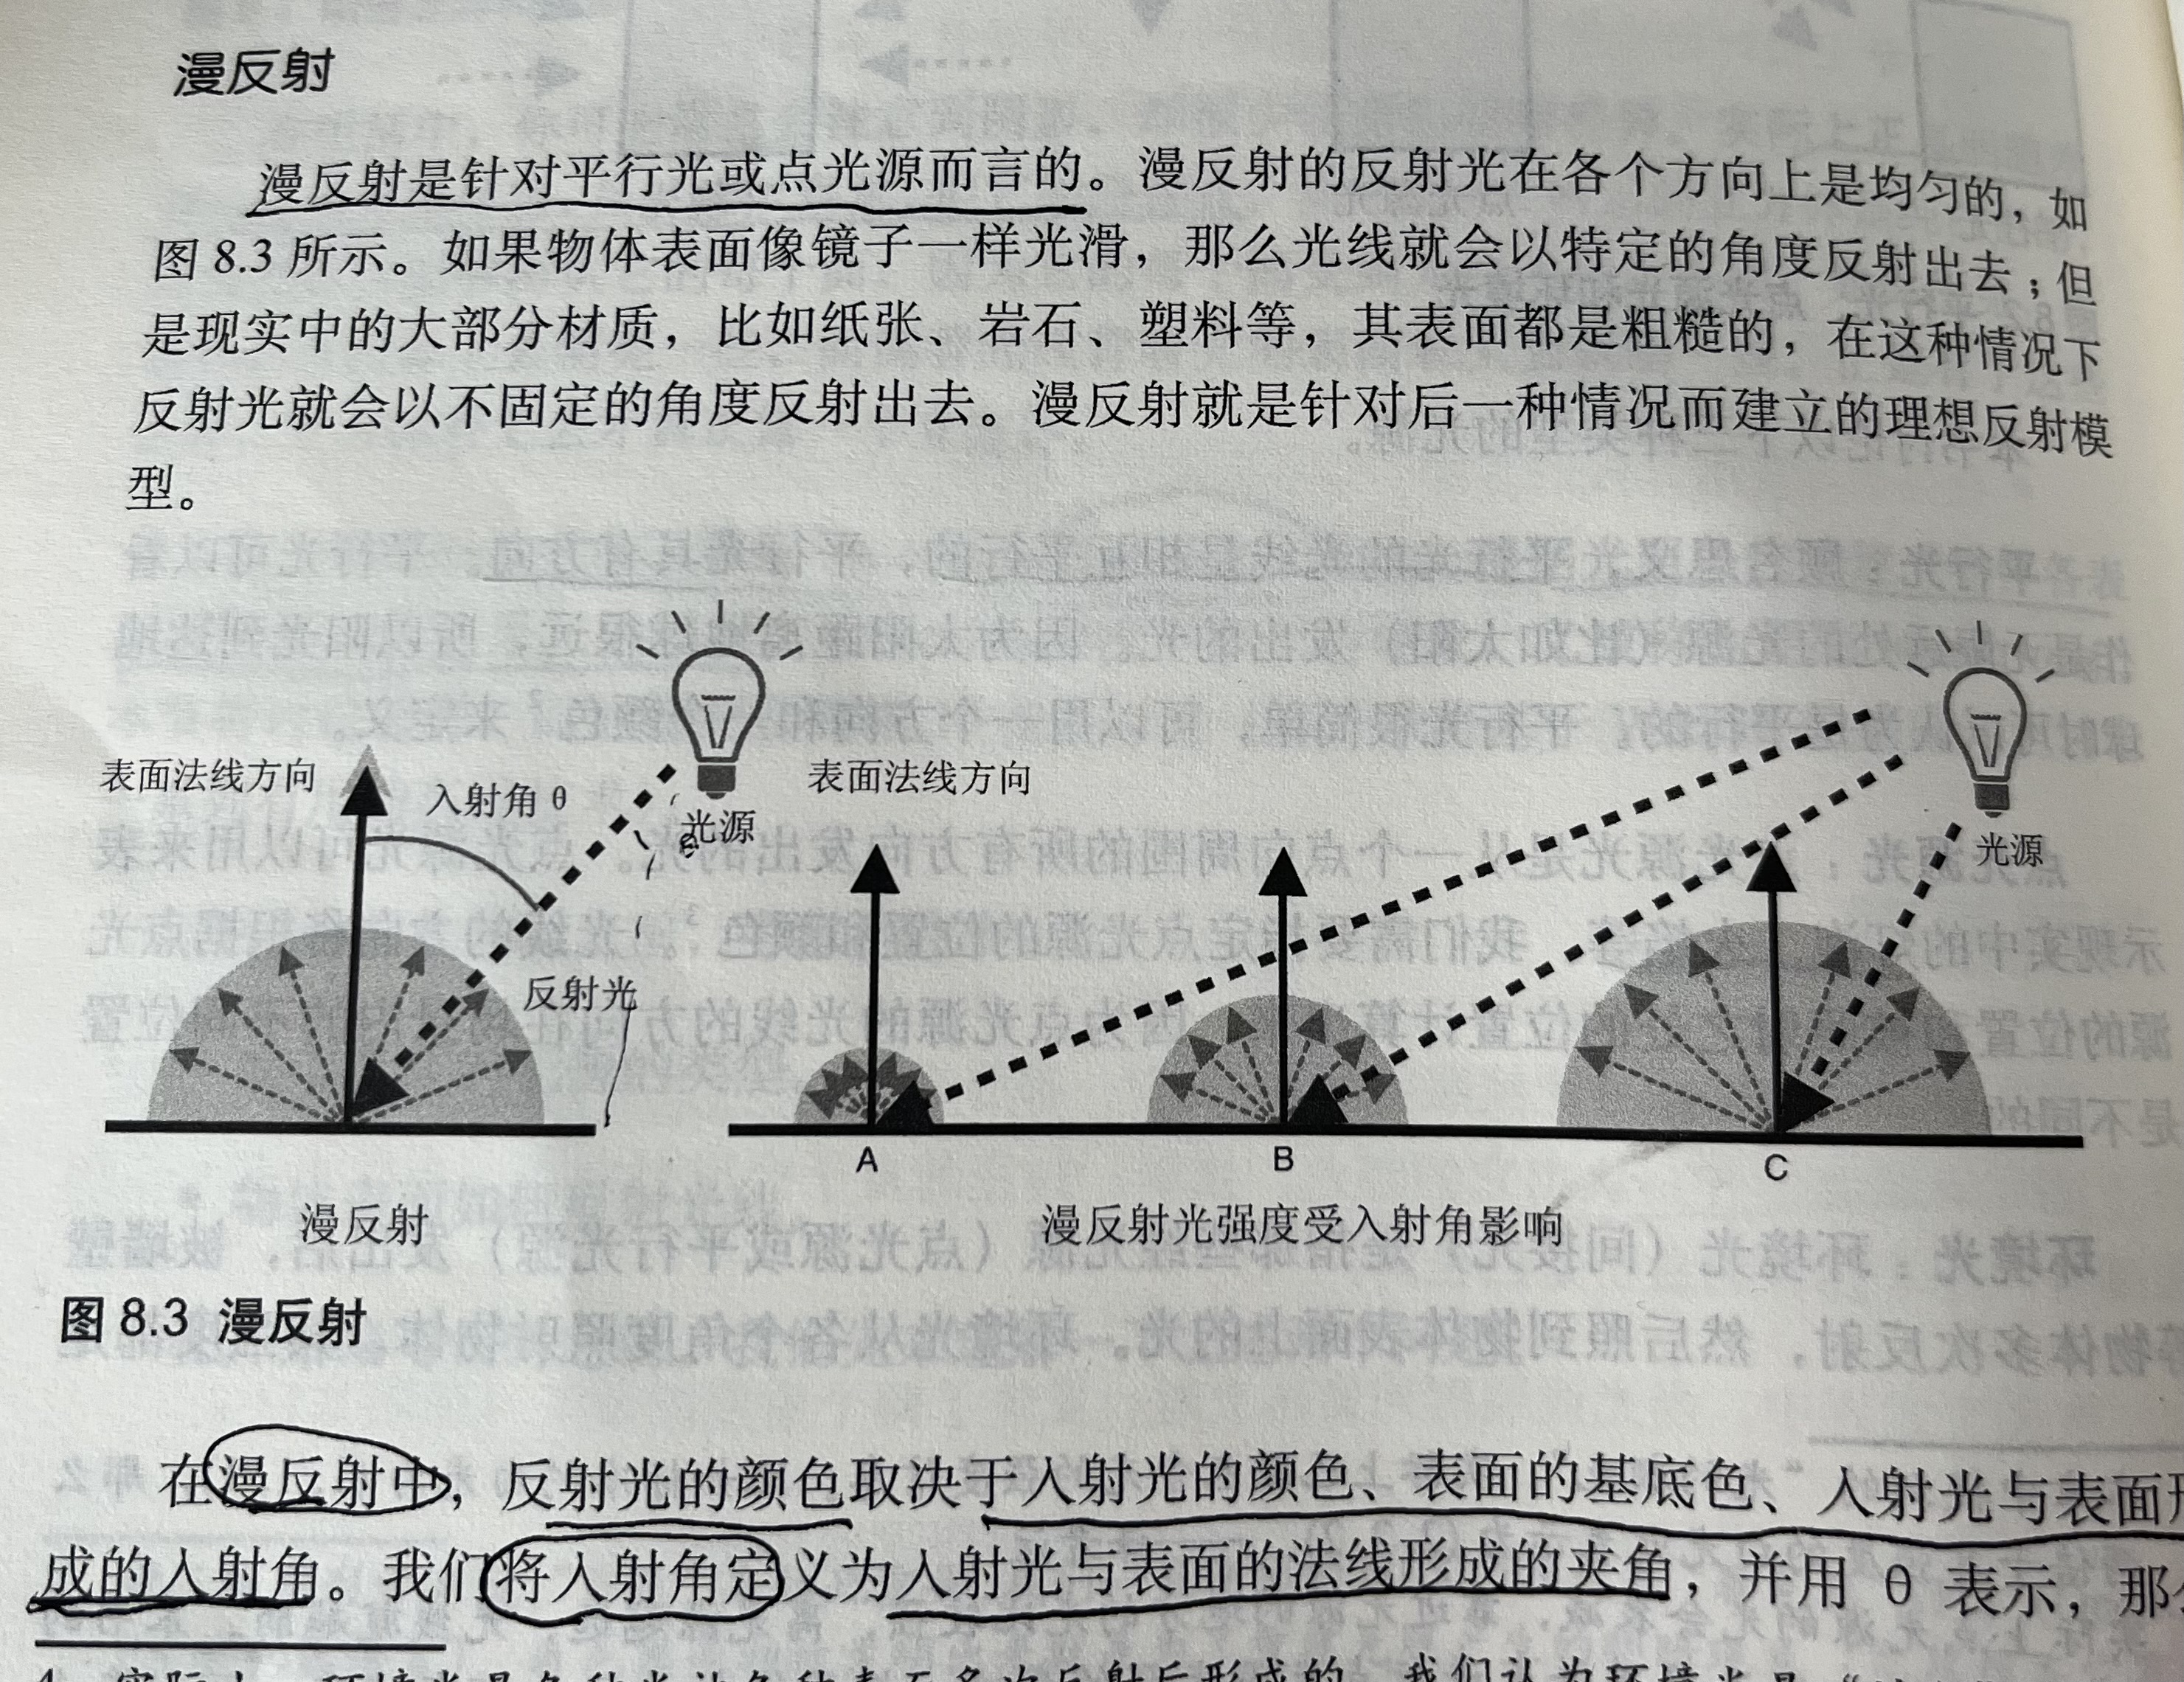 漫反射
漫反射是针对平行光或点光源而言的。漫反射的反射光在各个方向上是均匀的，如
图 8.3 所示。如果物体表面像镜子一样光滑，那么光线就会以特定的角度反射出去；但
是现实中的大部分材质，比如纸张、岩石、塑料等，其表面都是粗糙的，在这种情况下
反射光就会以不固定的角度反射出去。漫反射就是针对后一种情况而建立的理想反射模
型。
表面法线方向
入射角 θ
光源
反射光
漫反射
表面法线方向
光源
A
B
C
漫反射光强度受入射角影响
图 8.3 漫反射
在漫反射中，反射光的颜色取决于入射光的颜色、表面的基底色、入射光与表面形
成的入射角。我们将入射角定义为入射光与表面的法线形成的夹角，并用 θ 表示，那